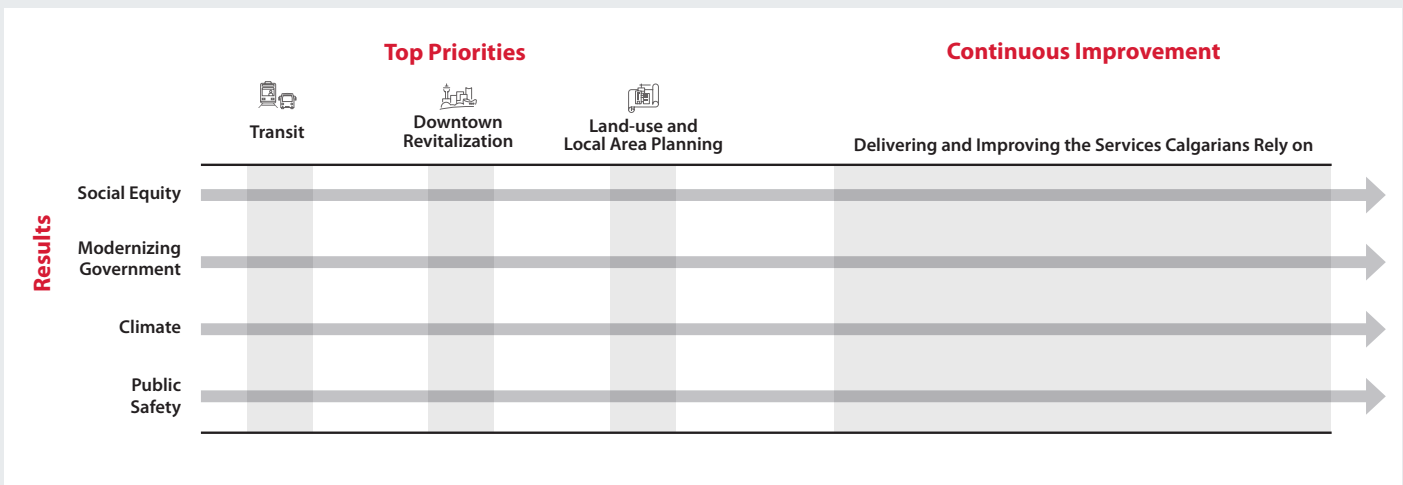 Top Priorities
Continuous Improvement
Transit
Downtown
Revitalization
Land-use and
Local Area Planning
Delivering and Improving the Services Calgarians Rely on
Results
Social Equity
Modernizing
Government
Climate
Public
Safety